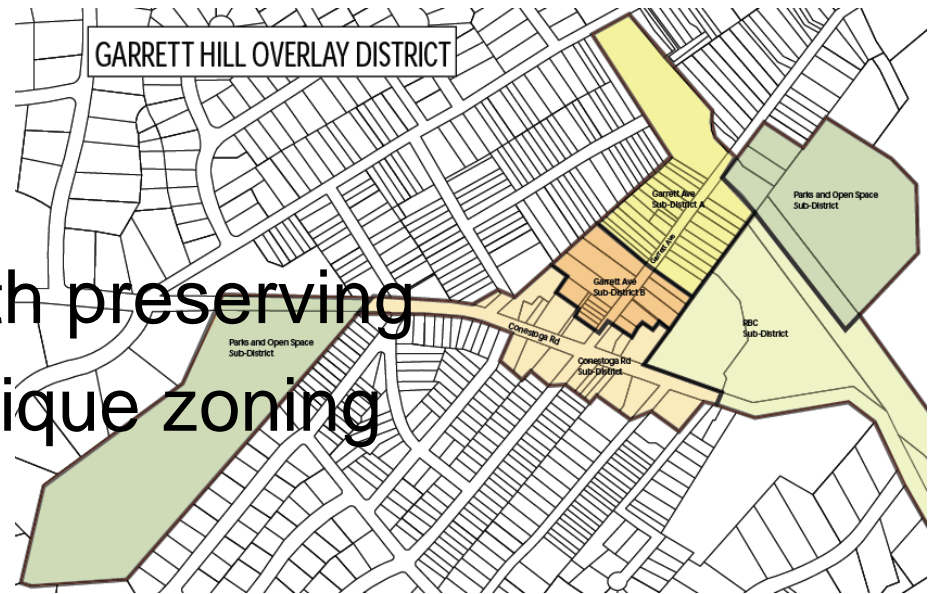 GARRETT HILL OVERLAY DISTRICT
Garrett Ave
Sub-District A
Parks and Open Space
Sub-District
Garrett Ave
Garrett Ave
Sub-District B
th preserving
RBC
Sub-District
Conestoga Rd
Parks and Open Space
Sub-District
Conestoga Rd
Sub-District
ique zoning